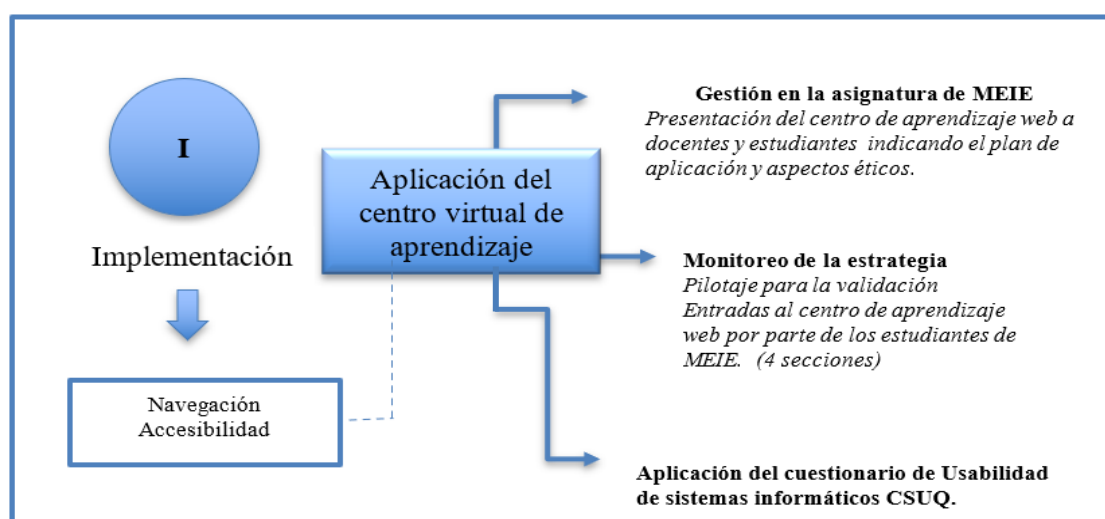 I
Implementación
Navegación
Accesibilidad
Aplicación del
centro virtual de
aprendizaje
Gestión en la asignatura de MEIE
Presentación del centro de aprendizaje web a
docentes y estudiantes indicando el plan de
aplicación y aspectos éticos.
Monitoreo de la estrategia
Pilotaje para la validación
Entradas al centro de aprendizaje
web por parte de los estudiantes de
MEIE. (4 secciones)
Aplicación del cuestionario de Usabilidad
de sistemas informáticos CSUQ.